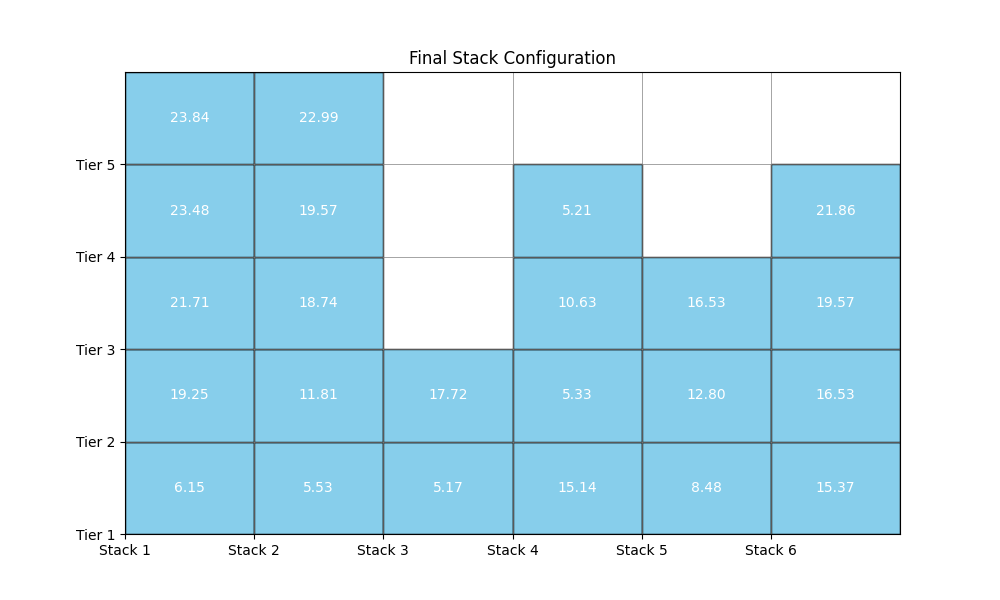 Final Stack Configuration
23.84 22.99
Tier 5
23.48 19.57 5.21 21.86
Tier 4
21.71 18.74 10.63 16.53 19.57
Tier 3
19.25 11.81 17.72 5.33 12.80 16.53
Tier 2
6.15 5.53 5.17 15.14 8.48 15.37
Tier 1
Stack 1 Stack 2 Stack 3 Stack 4 Stack 5 Stack 6